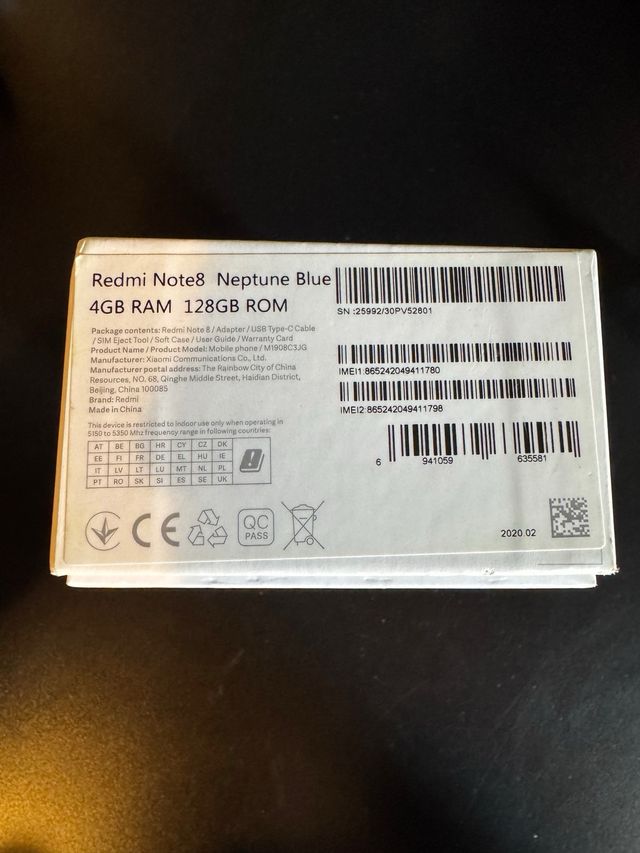 Redmi Note8 Neptune Blue
4GB RAM 128GB ROM
Package contents: Redmi Note 8 / Adapter / USB Type-C Cable
/ SIM Eject Tool / Soft Case / User Guide / Warranty Card
Product Name / Product Model: Mobile phone / M1908C3JG
Manufacturer: Xiaomi Communications Co., Ltd.
Manufacturer postal address: The Rainbow City of China
Resources, NO. 68, Qinghe Middle Street, Haidian District,
Beijing, China 100085
Brand: Redmi
Made in China
This device is restricted to indoor use only when operating in
5150 to 5350 Mhz frequency range in following countries:
AT BE BG HR CY CZ DK
EE FI FR DE EL HU IE
IT LV LT LU MT NL PL
PT RO SK SI ES SE UK
CE
QC
PASS
SN :25992/30PV52801
IMEI1:865242049411780
IMEI2:865242049411798
6 941059 635581
2020.02